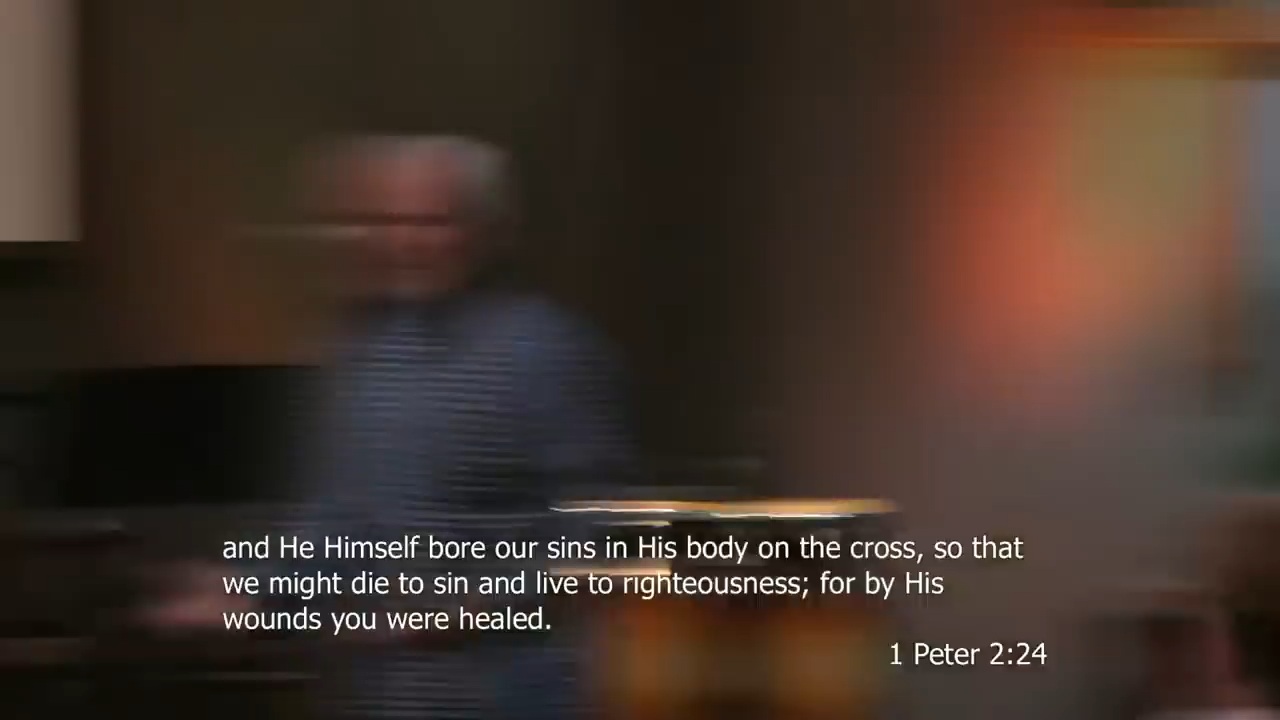 and He Himself bore our sins in His body on the cross, so that
we might die to sin and live to righteousness; for by His
wounds you were healed.
1 Peter 2:24